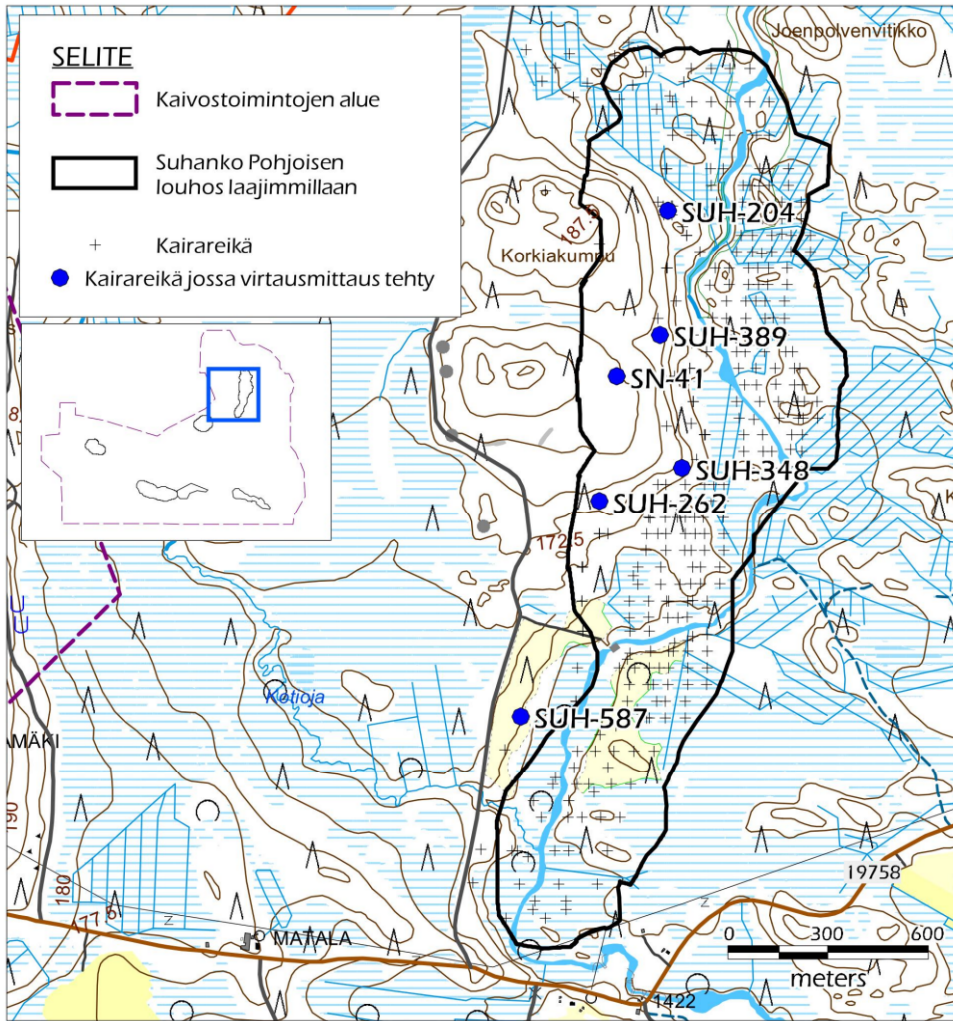 SELITE
Kaivostoimintojen alue
Suhanko Pohjoisen
louhos laajimmillaan
Kairareikä
Kairareikä jossa virtausmittaus tehty
Joenpolvenvitikko
187.5
SUH-204
Korkiakumpu
SUH-389
SN-41
SUH-348
SUH-262
172.5
Kotioja
SUH-587
AMÄKI
190
180
177.5
MATALA
19758
0 300 600
meters
1422